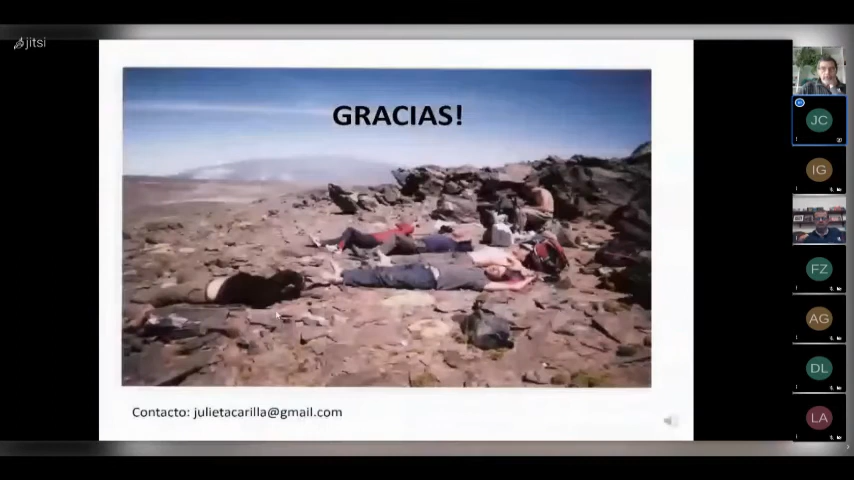 jitsi
GRACIAS!
Contacto: julietacarilla@gmail.com
JC
IG
FZ
AG
DL
LA